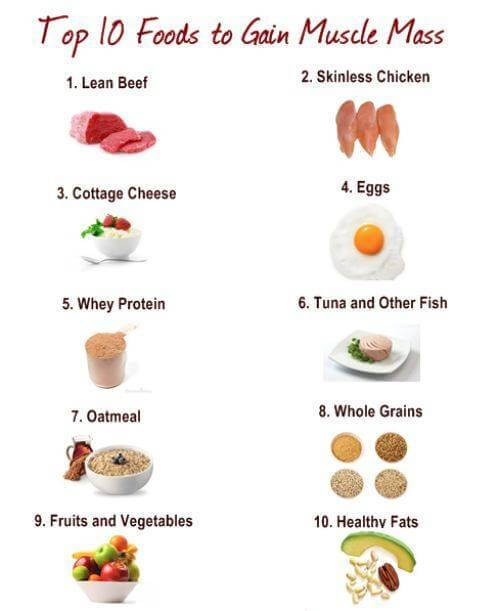 Top 10 Foods to Gain Muscle Mass
1. Lean Beef
2. Skinless Chicken
3. Cottage Cheese
4. Eggs
5. Whey Protein
6. Tuna and Other Fish
7. Oatmeal
8. Whole Grains
9. Fruits and Vegetables
10. Healthy Fats